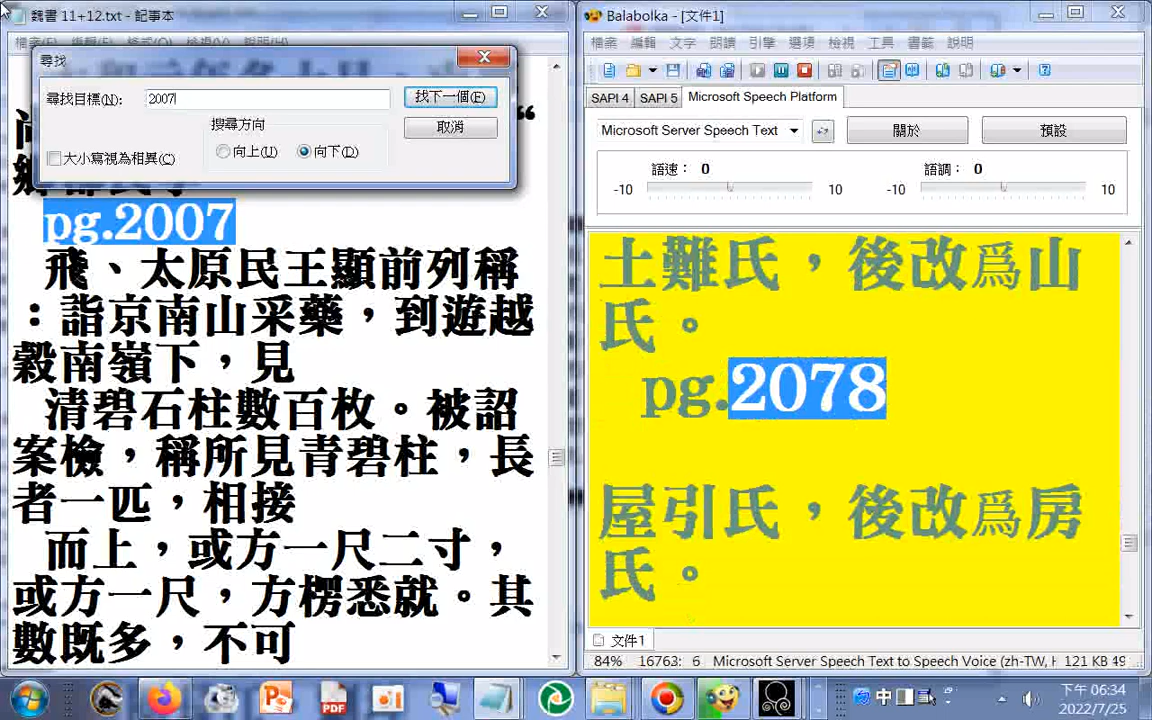 魏書 11+12.txt - 記事本
尋找
尋找目標(N):
2007
找下一個(F)
搜尋方向
取消
大小寫視為相異(C)
向上(U)
向下(D)
pg.2007
飛、太原民王顯前列稱
：詣京南山采藥，到遊越
穀南嶺下，見
清碧石柱數百枚。被詔
案檢，稱所見青碧柱，長
者一匹，相接
而上，或方一尺二寸，
或方一尺，方楞悉就。其
數既多，不可
Balabolka - [文件1]
檔案 編輯 文字 朗讀 引擎 選項 檢視 工具 書籤 說明
SAPI 4
SAPI 5
Microsoft Speech Platform
Microsoft Server Speech Text
關於
預設
語速： 0
語調： 0
-10
10
-10
10
土難氏，後改爲山
氏。
pg.2078
屋引氏，後改爲房
氏。
文件1
84%
16763: 6
Microsoft Server Speech Text to Speech Voice (zh-TW, H
121 KB
PDF
中
下午 06:34
2022/7/25